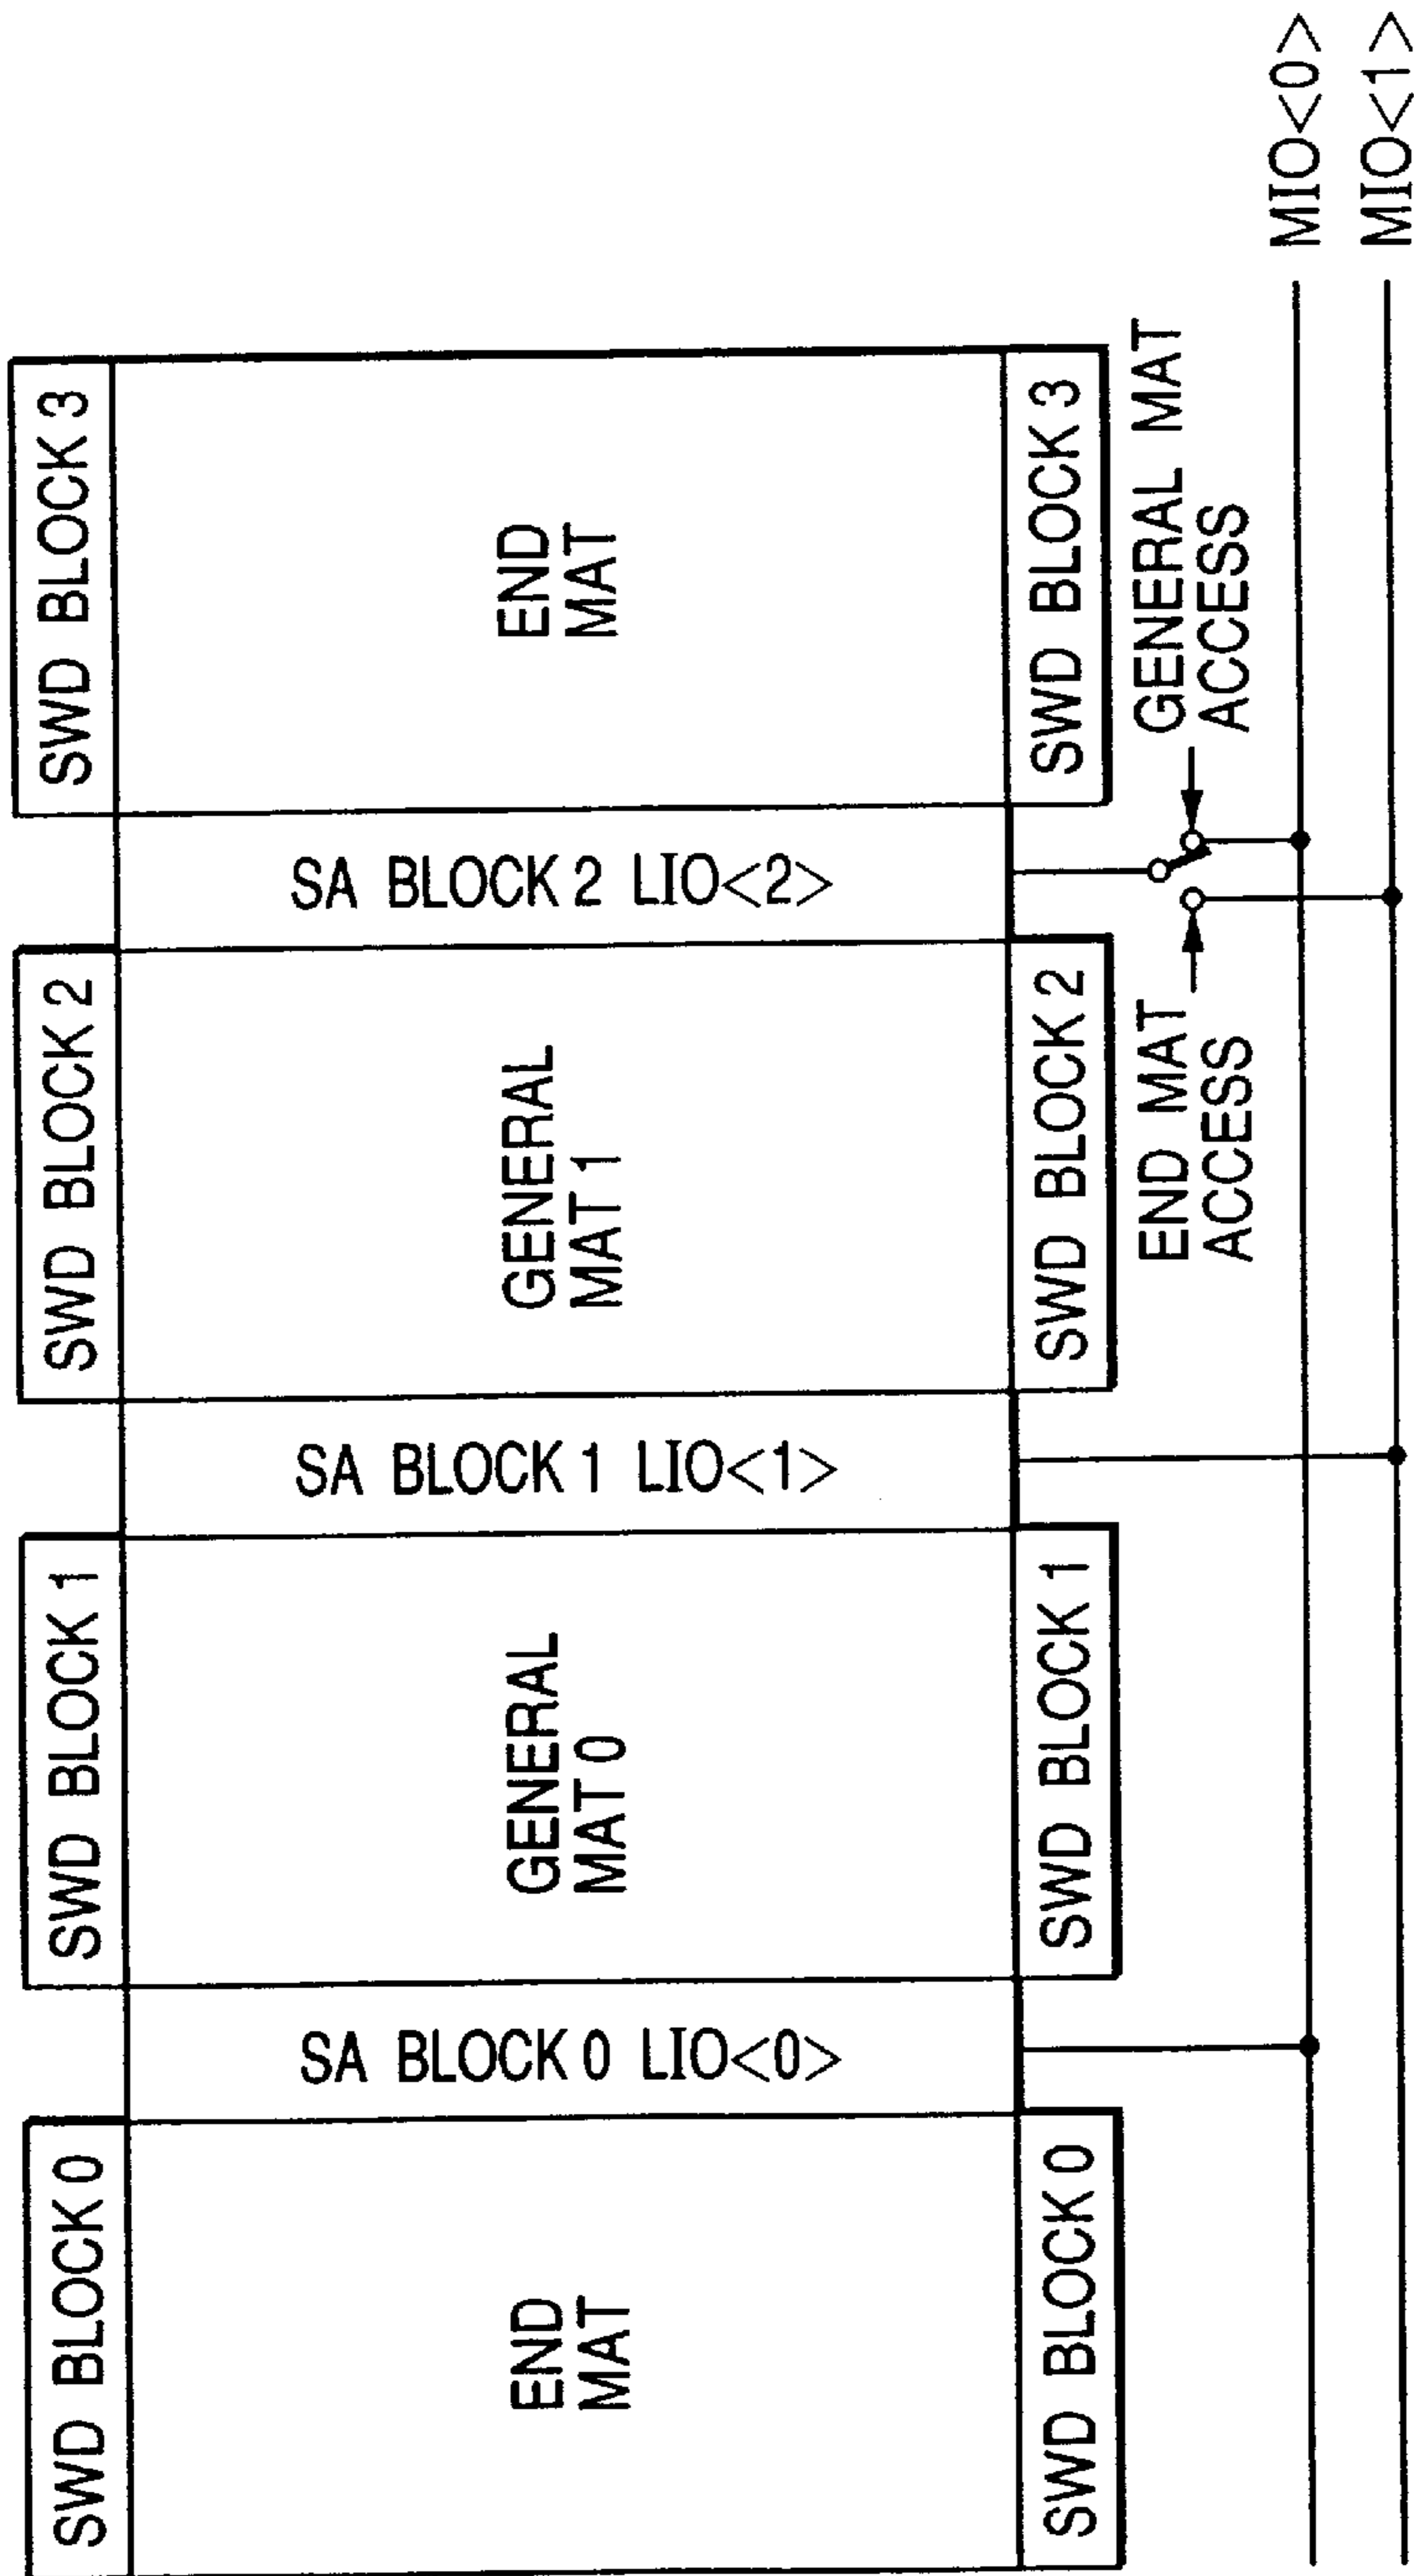 SWD BLOCK 0
SWD BLOCK 1
SWD BLOCK 2
SWD BLOCK 3
END
MAT
SA BLOCK 0 LIO<0>
GENERAL
MAT 0
SA BLOCK 1 LIO<1>
GENERAL
MAT 1
SA BLOCK 2 LIO<2>
END
MAT
SWD BLOCK 0
SWD BLOCK 1
SWD BLOCK 2
SWD BLOCK 3
END MAT
ACCESS
GENERAL MAT
ACCESS
MIO<0>
MIO<1>